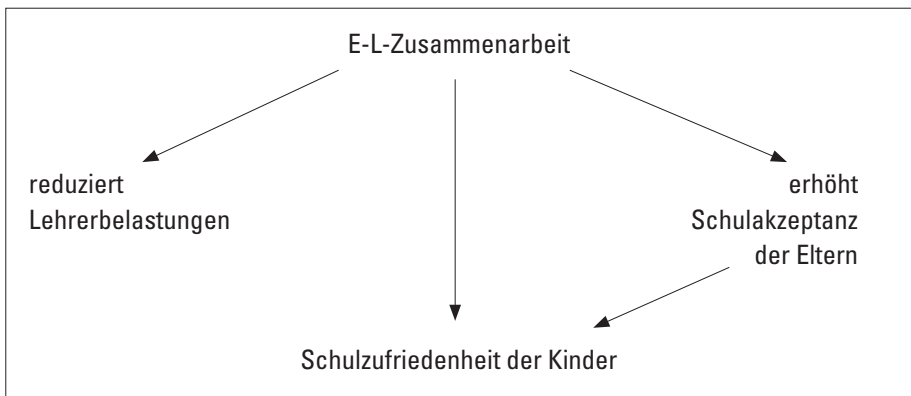 E-L-Zusammenarbeit
reduziert
Lehrerbelastungen
erhöht
Schulakzeptanz
der Eltern
Schulzufriedenheit der Kinder